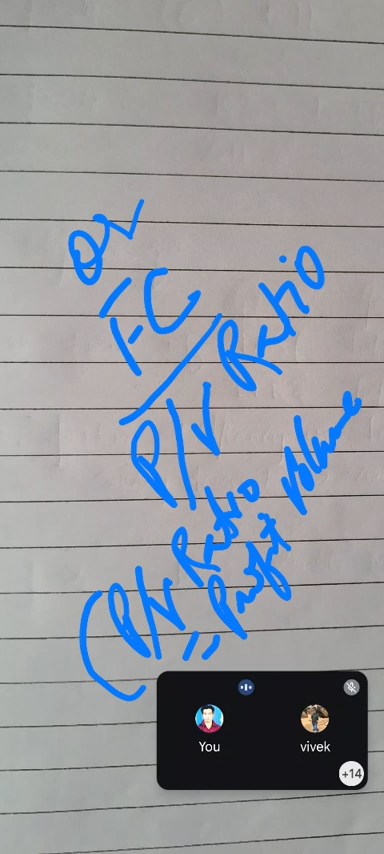 Or
FC
P/V Ratio
(P/V Ratio
= Profit Volume
You
vivek
+14